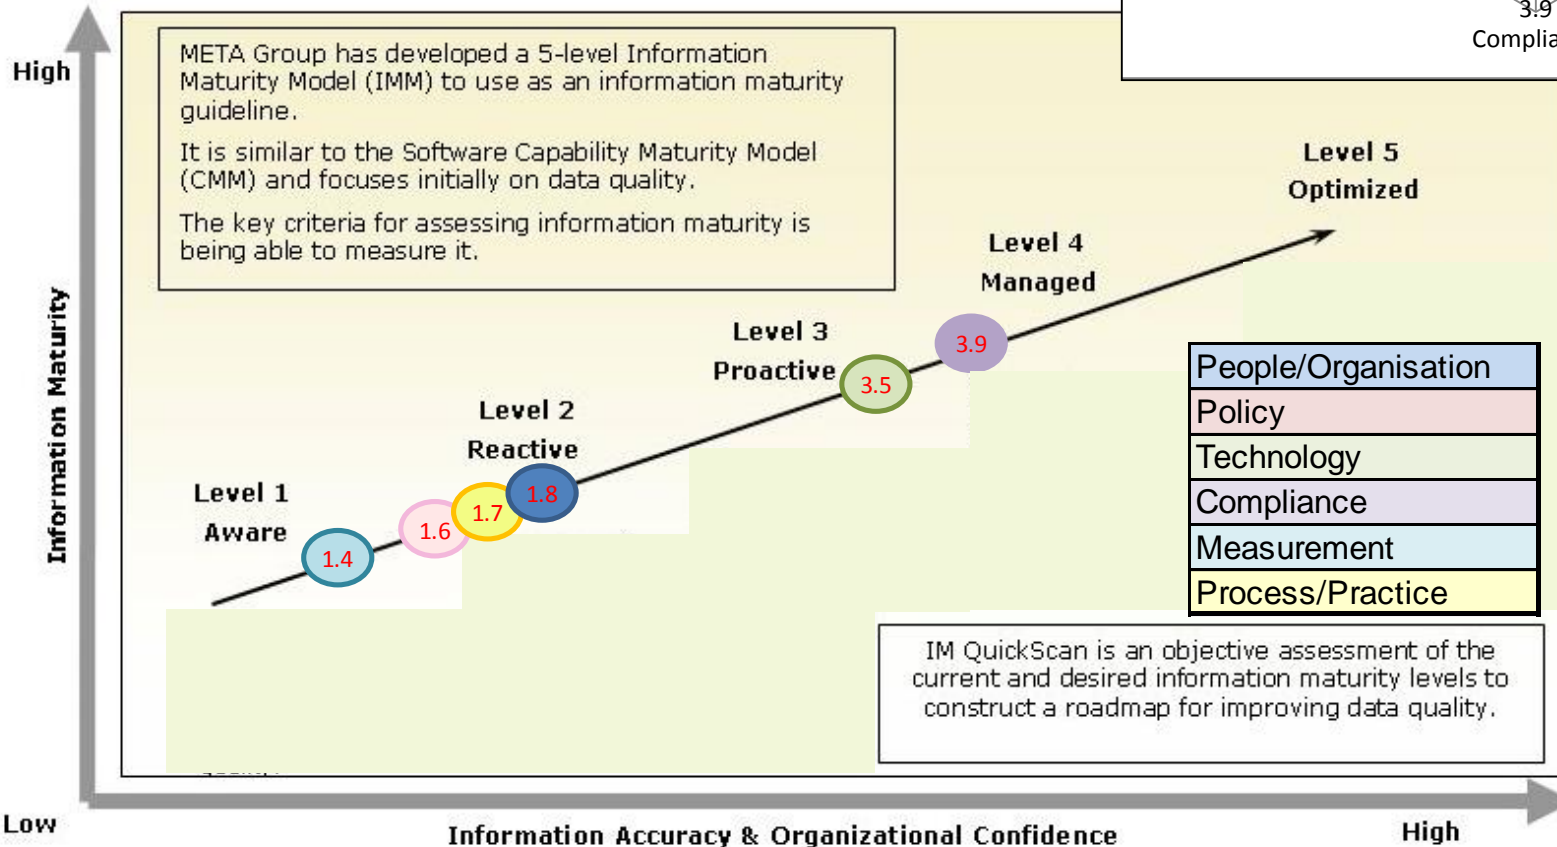 3.9
High
META Group has developed a 5-level Information
Maturity Model (IMM) to use as an information maturity
guideline.
It is similar to the Software Capability Maturity Model
(CMM) and focuses initially on data quality.
The key criteria for assessing information maturity is
being able to measure it.
Level 5
Optimized
Level 4
Managed
Level 3
Proactive
Level 2
Reactive
Level 1
Aware
3.9
3.5
1.8
1.7
1.6
1.4
Information Maturity
People/Organisation
Policy
Technology
Compliance
Measurement
Process/Practice
IM QuickScan is an objective assessment of the
current and desired information maturity levels to
construct a roadmap for improving data quality.
Low
Information Accuracy & Organizational Confidence
High